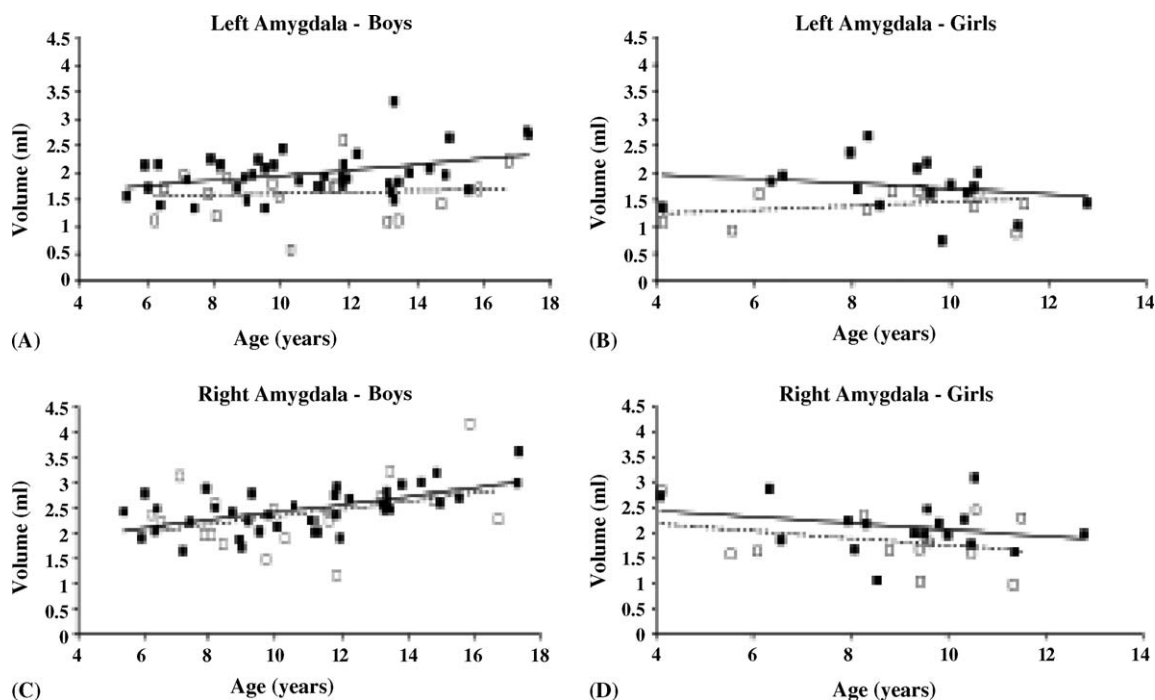 Left Amygdala - Boys
4.5
4
3.5
3
2.5
2
1.5
1
0.5
0
Volume (ml)
4 6 8 10 12 14 16 18
Age (years)
(A)
Left Amygdala - Girls
4.5
4
3.5
3
2.5
2
1.5
1
0.5
0
Volume (ml)
4 6 8 10 12 14
Age (years)
(B)
Right Amygdala - Boys
4.5
4
3.5
3
2.5
2
1.5
1
0.5
0
Volume (ml)
4 6 8 10 12 14 16 18
Age (years)
(C)
Right Amygdala - Girls
4.5
4
3.5
3
2.5
2
1.5
1
0.5
0
Volume (ml)
4 6 8 10 12 14
Age (years)
(D)